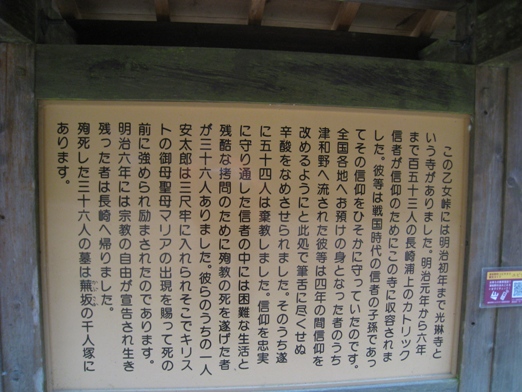 この乙女峠には明治初年まで光琳寺と
いう寺がありました。明治元年から六年
まで百五十三人の長崎浦上のカトリック
信者が信仰のためにこの寺に収容されま
した。彼等は戦国時代の信者の子孫であっ
てその信仰をひそかに守っていたのです。
全国各地へお預けの身となった者のうち
津和野へ流された彼等は四年の間信仰を
改めるようにと此処で筆舌に尽くせぬ
辛酸をなめさせられました。そのうち遂
に五十四人は棄教しました。信仰を忠実
に守り通した信者の中には困難な生活と
残酷な拷問のために殉教の死を遂げた者
が三十六人ありました。彼らのうちの一人
安太郎は三尺牢に入れられそこでキリス
トの御母聖母マリアの出現を賜って死の
前に強められ励まされたのであります。
明治六年には宗教の自由が宣告され生き
残った者は長崎へ帰りました。
殉死した三十六人の墓は蕪坂の千人塚に
あります。